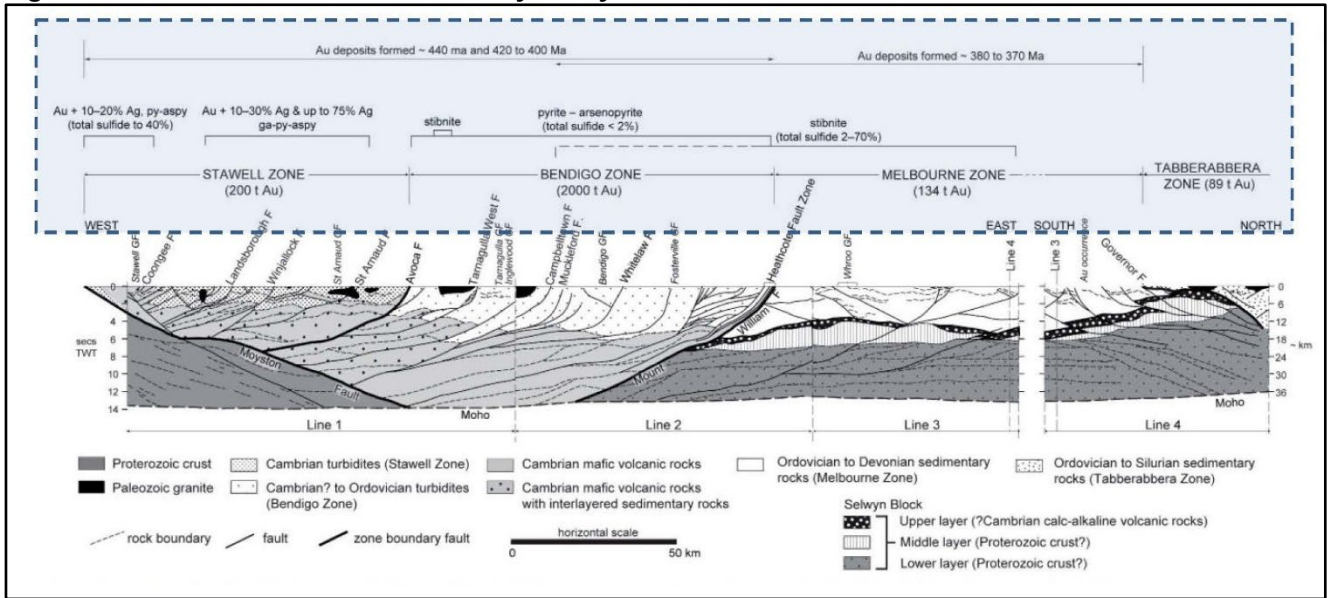 Au deposits formed ~ 440 ma and 420 to 400 Ma
Au deposits formed ~ 380 to 370 Ma
Au + 10–20% Ag, py-aspy
(total sulfide to 40%)
Au + 10–30% Ag & up to 75% Ag
ga-py-aspy
stibnite
pyrite – arsenopyrite
(total sulfide < 2%)
stibnite
(total sulfide 2–70%)
STAWELL ZONE
(200 t Au)
BENDIGO ZONE
(2000 t Au)
MELBOURNE ZONE
(134 t Au)
TABBERABBERA
ZONE (89 t Au)
WEST
EAST
SOUTH
NORTH
Stawell GF
Coongee F
Landsborough F
Winjallock F
St Arnaud GF
St Arnaud F
Avoca F
Tarnagulla West F
Tarnagulla GF
Inglewood GF
Campbelltown F
Muckleford F
Bendigo GF
Whitelaw F
Fosterville GF
Heathcote Fault Zone
Whroo GF
Line 4
Line 3
Au occurrence
Governor F
0
4
6
8
10
12
14
secs
TWT
Moyston
Fault
Mount
William
F
Moho
Moho
0
6
12
18
24
30
36
~ km
Line 1
Line 2
Line 3
Line 4
Proterozoic crust
Cambrian turbidites (Stawell Zone)
Cambrian mafic volcanic rocks
Ordovician to Devonian sedimentary
rocks (Melbourne Zone)
Ordovician to Silurian sedimentary
rocks (Tabberabbera Zone)
Paleozoic granite
Cambrian? to Ordovician turbidites
(Bendigo Zone)
Cambrian mafic volcanic rocks
with interlayered sedimentary rocks
Selwyn Block
Upper layer (?Cambrian calc-alkaline volcanic rocks)
Middle layer (Proterozoic crust?)
Lower layer (Proterozoic crust?)
rock boundary
fault
zone boundary fault
horizontal scale
0
50 km